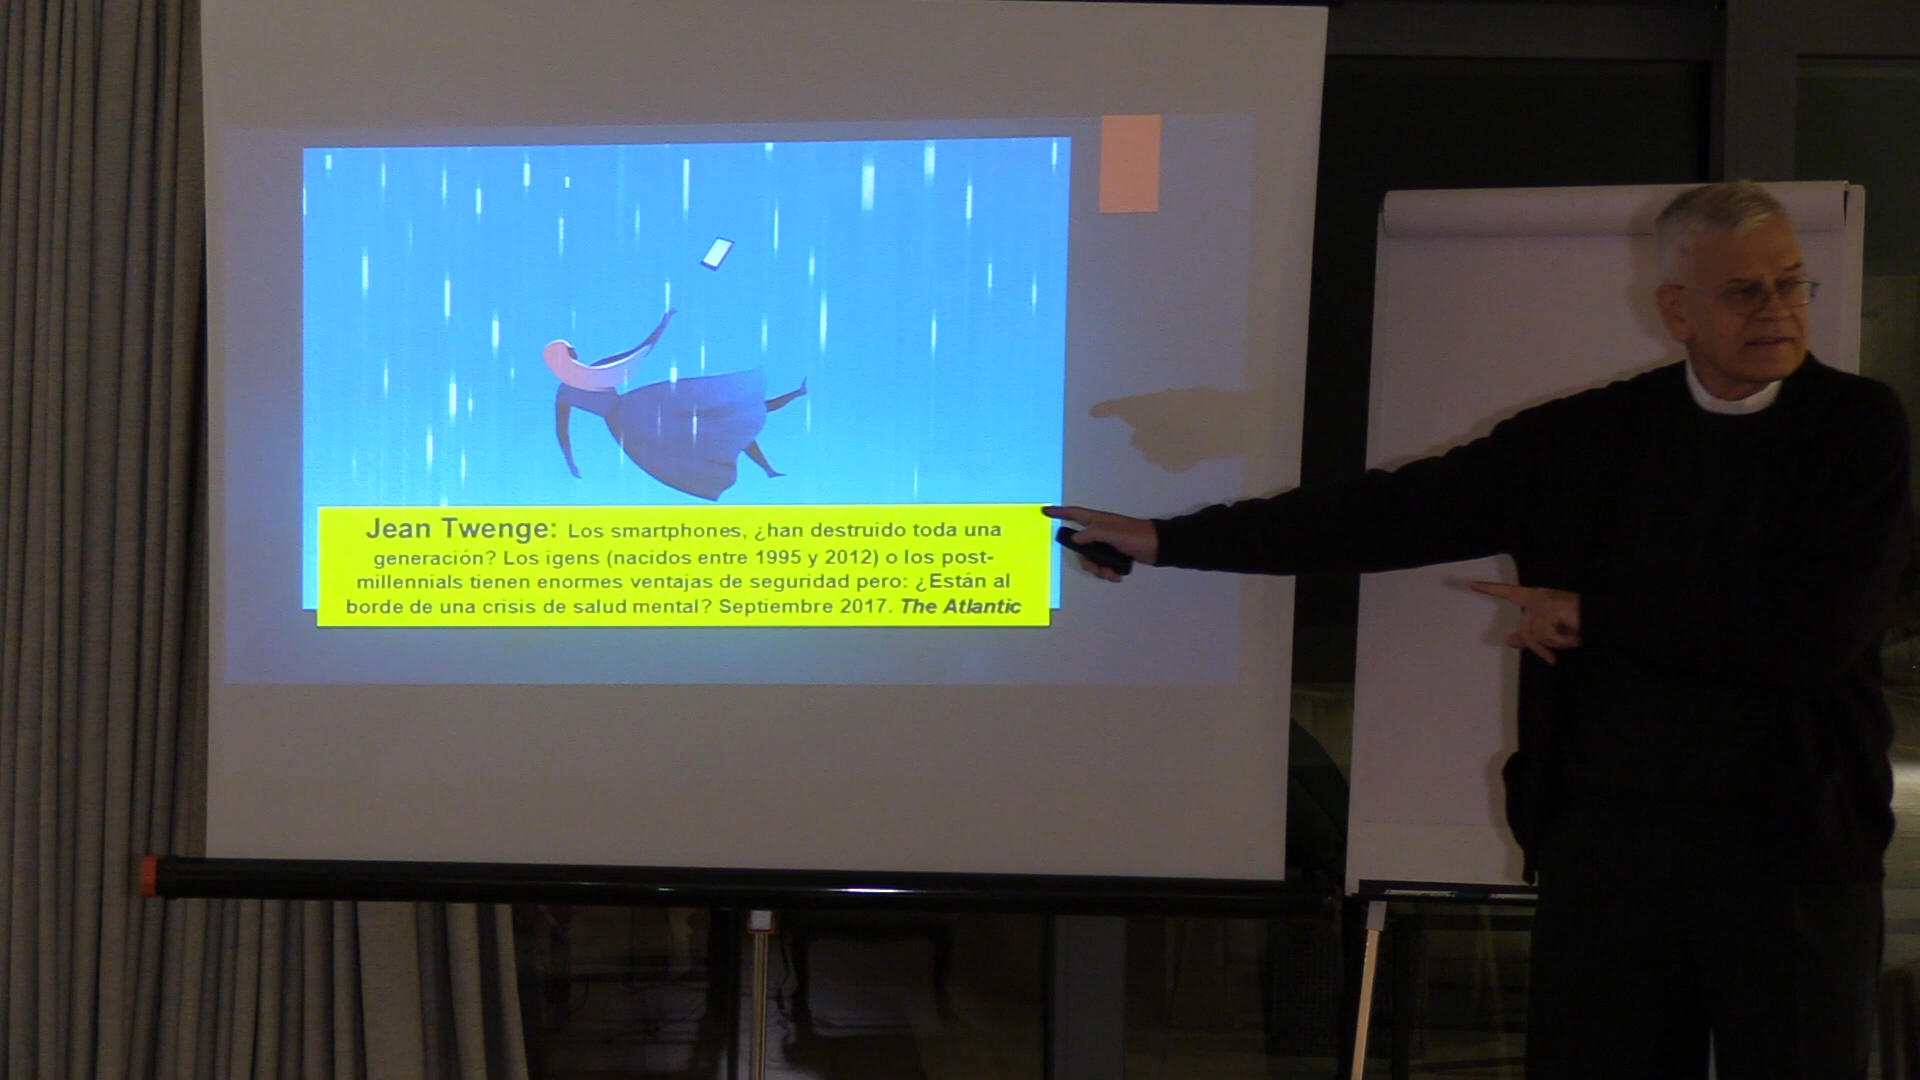 Jean Twenge: Los smartphones, ¿han destruido toda una
generación? Los igens (nacidos entre 1995 y 2012) o los post-
millennials tienen enormes ventajas de seguridad pero: ¿Están al
borde de una crisis de salud mental? Septiembre 2017. The Atlantic